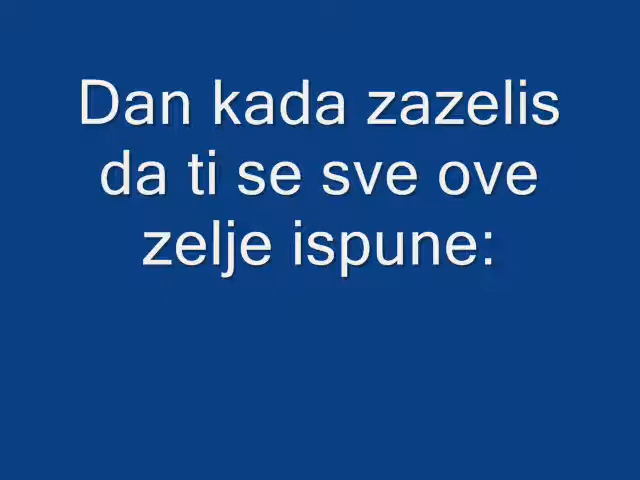 Dan kada zazelis
da ti se sve ove
zelje ispune: